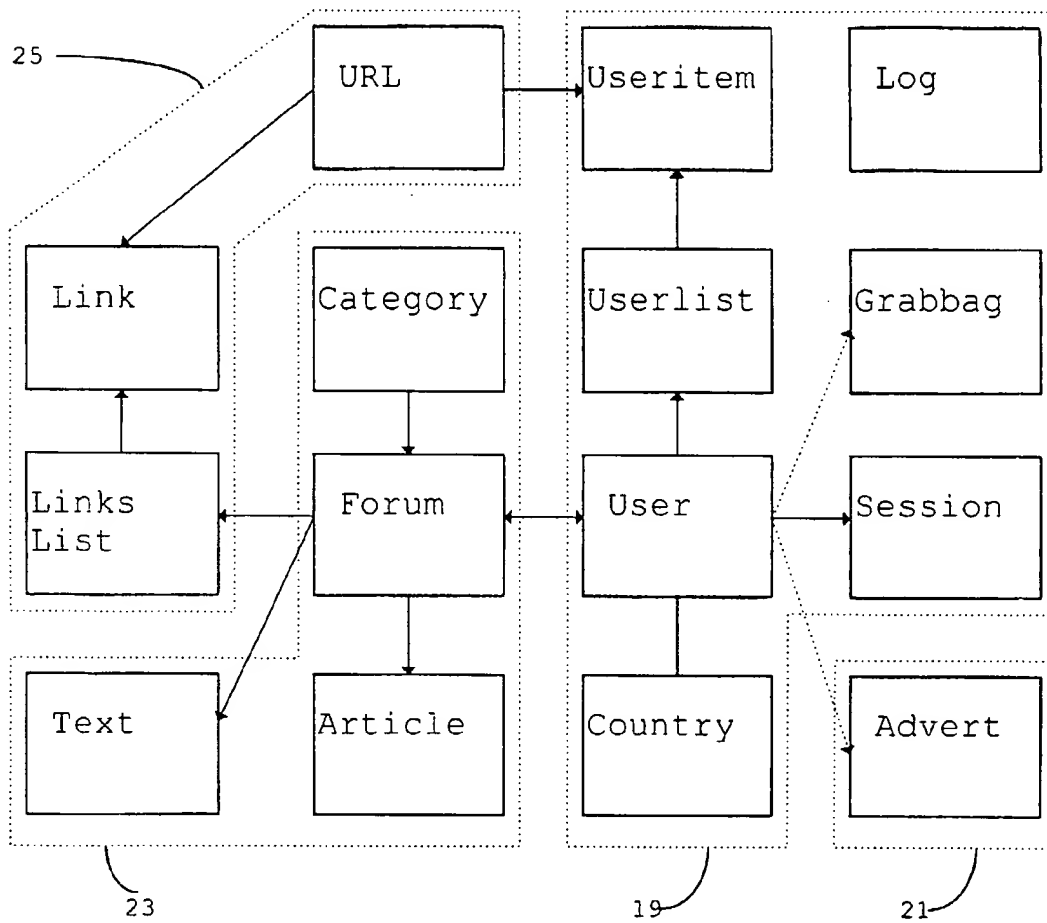 25
URL
Useritem
Log
Link
Category
Userlist
Grabbag
Links
List
Forum
User
Session
Text
Article
Country
Advert
23
19
21